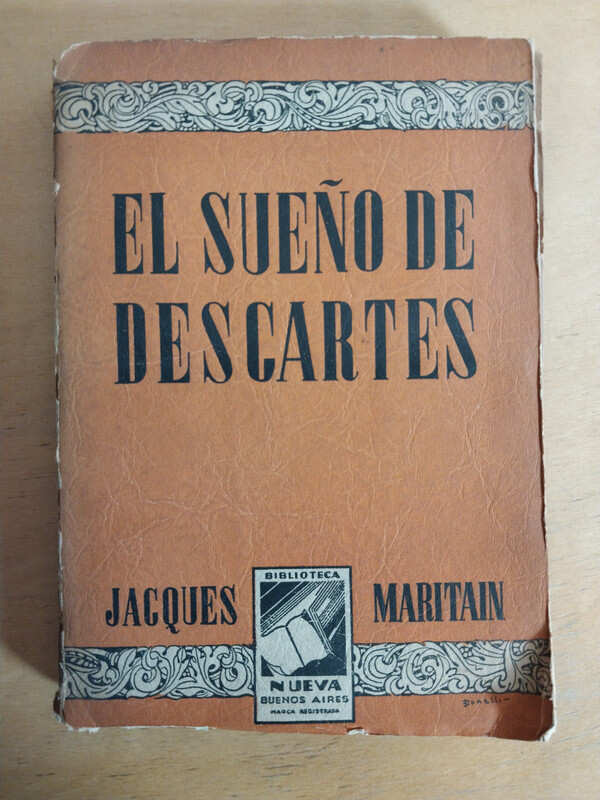 EL SUEÑO DE
DESCARTES
JACQUES MARITAIN
BIBLIOTECA
NUEVA
BUENOS AIRES
MARCA REGISTRADA